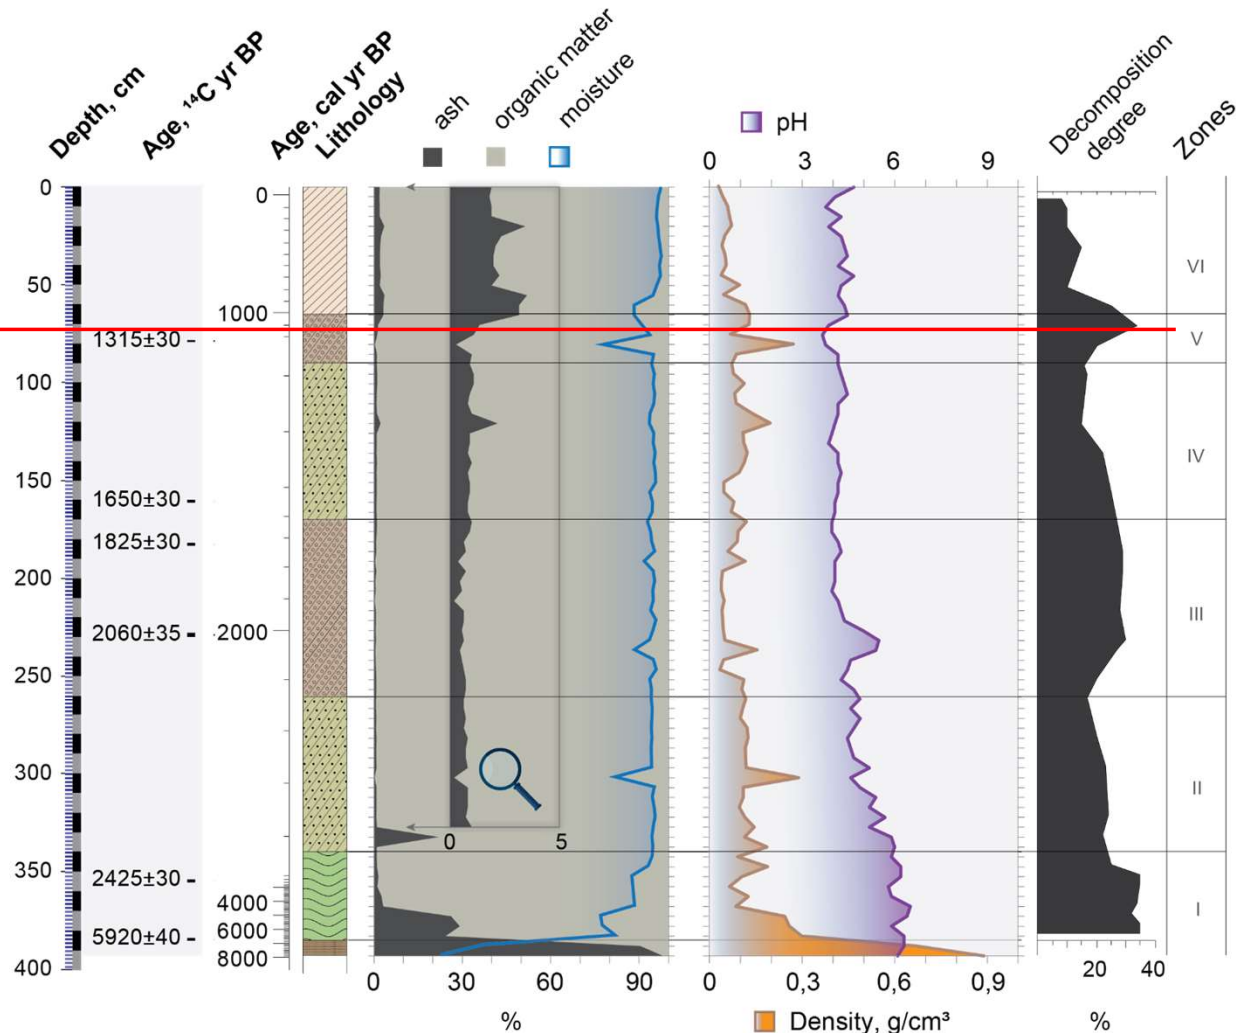 Depth, cm
Age, ¹⁴C yr BP
Age, cal yr BP
Lithology
ash
organic matter
moisture
pH
Decomposition
degree
Zones
0 3 6 9
0
50
100
150
200
250
300
350
400
1315±30
1650±30
1825±30
2060±35
2425±30
5920±40
0
1000
2000
4000
6000
8000
0 5
VI
V
IV
III
II
I
0 30 60 90
%
0 0,3 0,6 0,9
Density, g/cm³
20 40
%